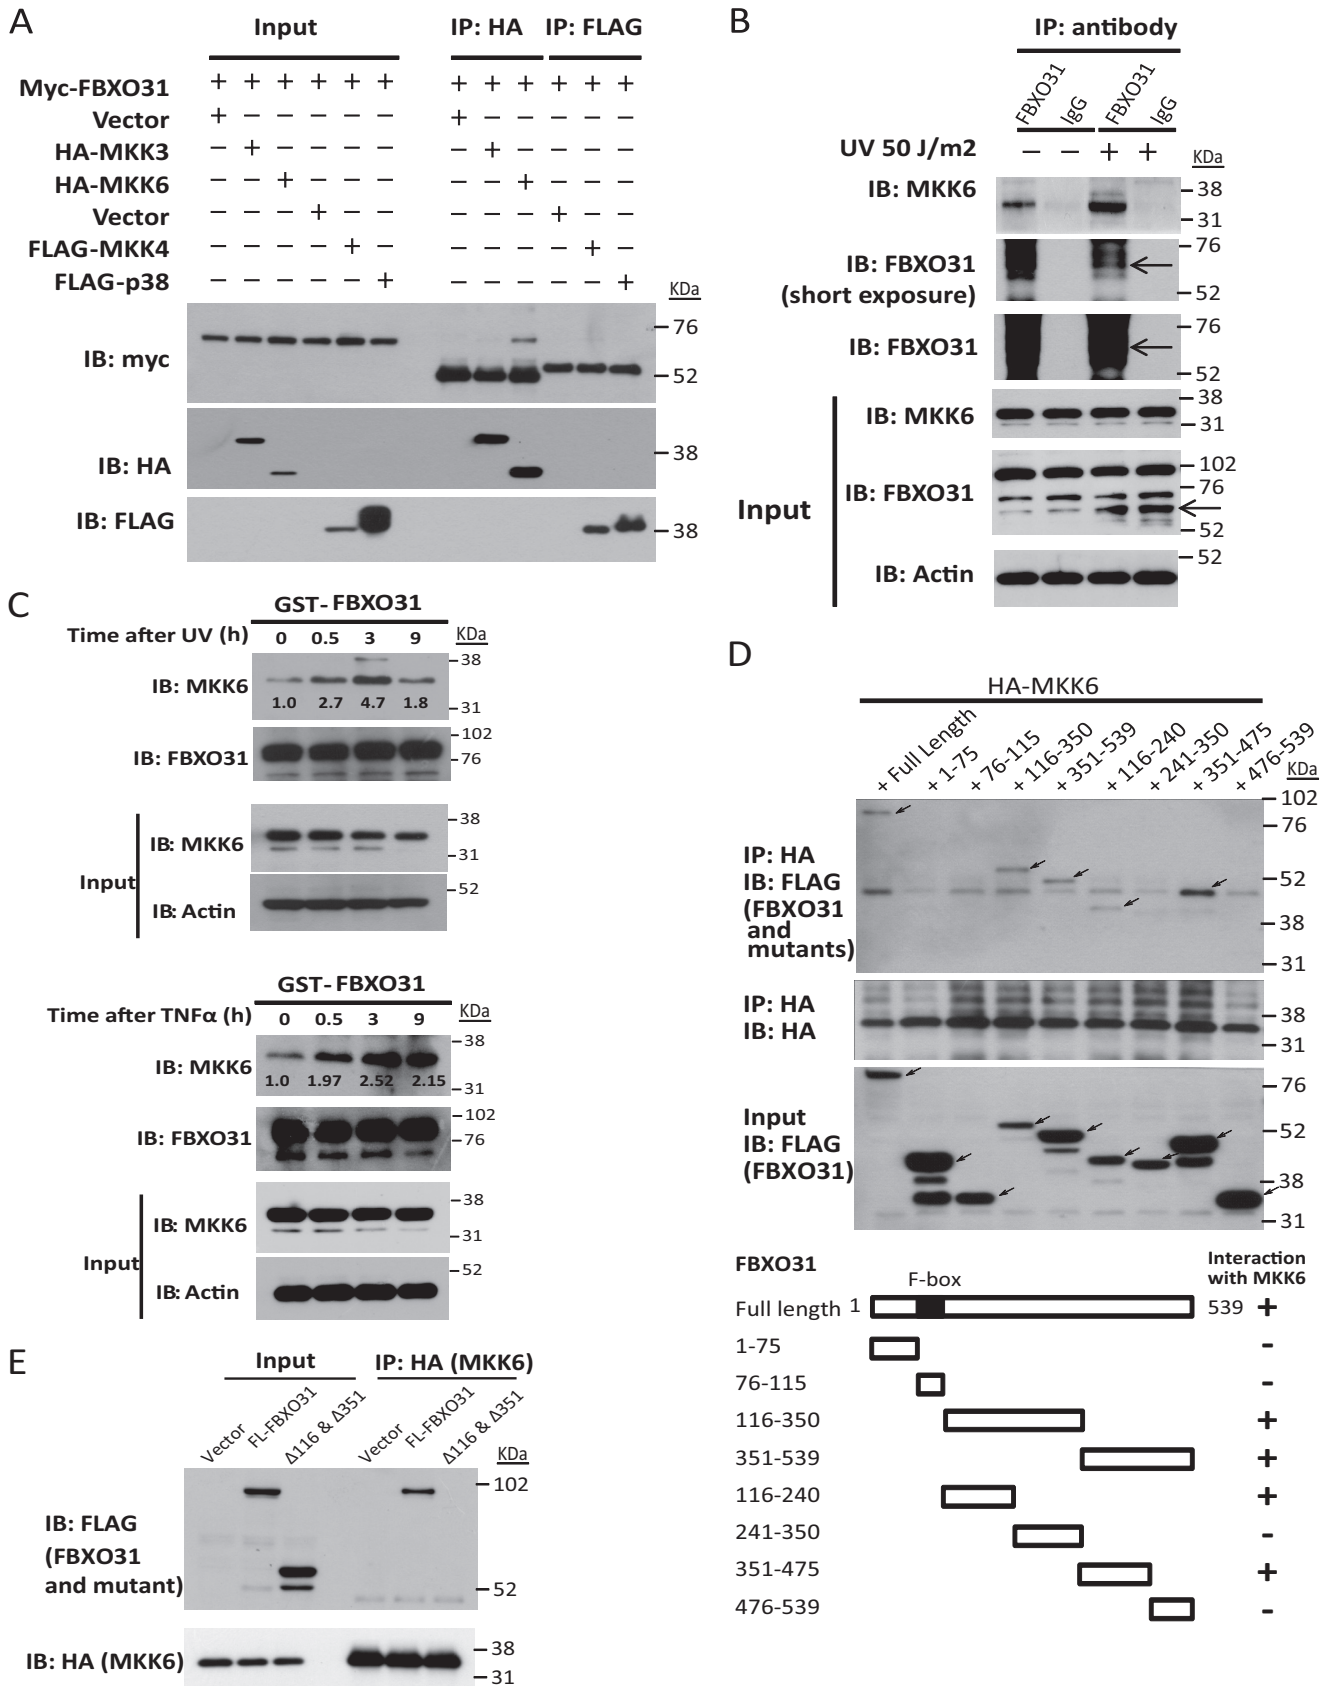 A
Input IP: HA IP: FLAG
Myc-FBXO31 + + + + + + + + + + + +
Vector + – – – – – + – – – – –
HA-MKK3 – + – – – – – + – – – –
HA-MKK6 – – + – – – – – + – – –
Vector – – – + – – – – – + – –
FLAG-MKK4 – – – – + – – – – – + –
FLAG-p38 – – – – – + – – – – – +
KDa
IB: myc
76
52
IB: HA
38
IB: FLAG
38
B
IP: antibody
FBXO31 IgG FBXO31 IgG
UV 50 J/m2 – – + + KDa
IB: MKK6
38
31
IB: FBXO31
(short exposure)
76
52
IB: FBXO31
76
52
Input
IB: MKK6
38
31
IB: FBXO31
102
76
52
IB: Actin
52
C
GST-FBXO31
Time after UV (h) 0 0.5 3 9 KDa
IB: MKK6
1.0 2.7 4.7 1.8
38
31
IB: FBXO31
102
76
Input
IB: MKK6
38
31
IB: Actin
52
GST-FBXO31
Time after TNFα (h) 0 0.5 3 9 KDa
IB: MKK6
1.0 1.97 2.52 2.15
38
31
IB: FBXO31
102
76
Input
IB: MKK6
38
31
IB: Actin
52
D
HA-MKK6
+ Full Length + 1-75 + 76-115 + 116-350 + 351-539 + 116-240 + 241-350 + 351-475 + 476-539
KDa
IP: HA
IB: FLAG
(FBXO31
and
mutants)
102
76
52
38
31
IP: HA
IB: HA
38
31
Input
IB: FLAG
(FBXO31)
76
52
38
31
FBXO31
F-box
Interaction
with MKK6
Full length 1 539 +
1-75 -
76-115 -
116-350 +
351-539 +
116-240 +
241-350 -
351-475 +
476-539 -
E
Input IP: HA (MKK6)
Vector FL-FBXO31 Δ116 & Δ351 Vector FL-FBXO31 Δ116 & Δ351
KDa
IB: FLAG
(FBXO31
and mutant)
102
52
IB: HA (MKK6)
38
31